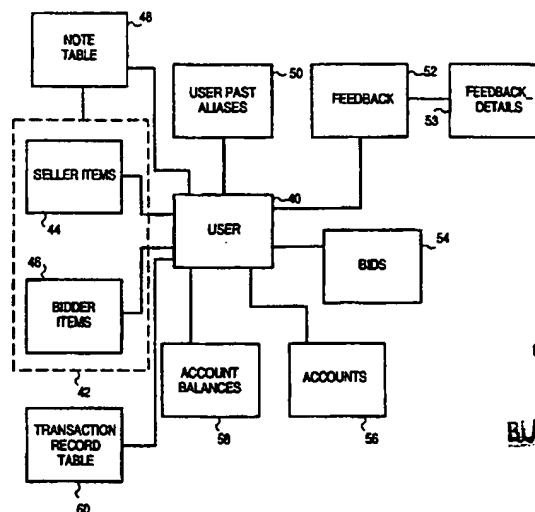 48
NOTE
TABLE
50
USER PAST
ALIASES
52
FEEDBACK
FEEDBACK_
DETAILS
53
SELLER ITEMS
44
40
USER
54
BIDS
46
BIDDER
ITEMS
42
ACCOUNT
BALANCES
58
ACCOUNTS
56
TRANSACTION
RECORD
TABLE
60